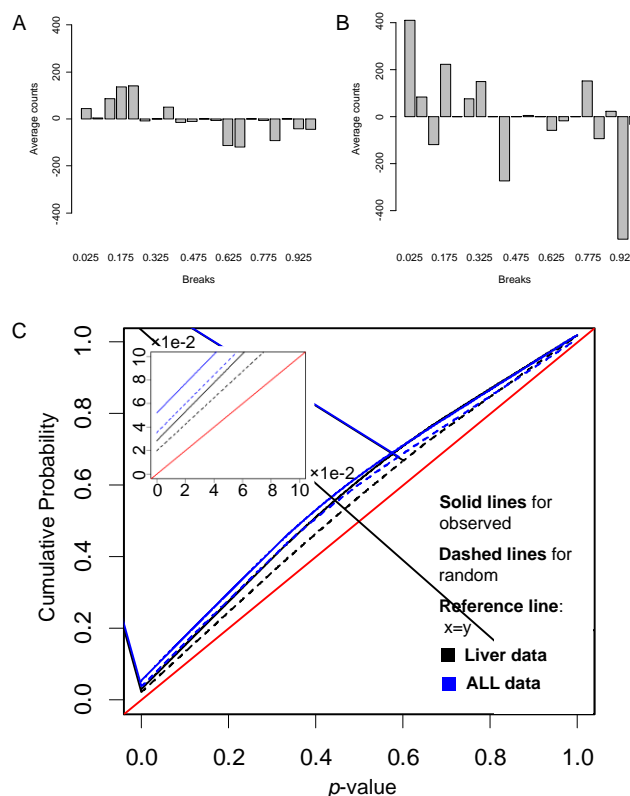 A
B
Average counts
400
200
0
-200
-400
0.025 0.175 0.325 0.475 0.625 0.775 0.925
Breaks
Average counts
400
200
0
-200
-400
0.025 0.175 0.325 0.475 0.625 0.775 0.92
Breaks
C
Cumulative Probability
1.0
0.8
0.6
0.4
0.2
0.0
×1e-2
10
8
6
4
2
0
0 2 4 6 8 10
×1e-2
Solid lines for
observed
Dashed lines for
random
Reference line:
x=y
Liver data
ALL data
0.0 0.2 0.4 0.6 0.8 1.0
p-value